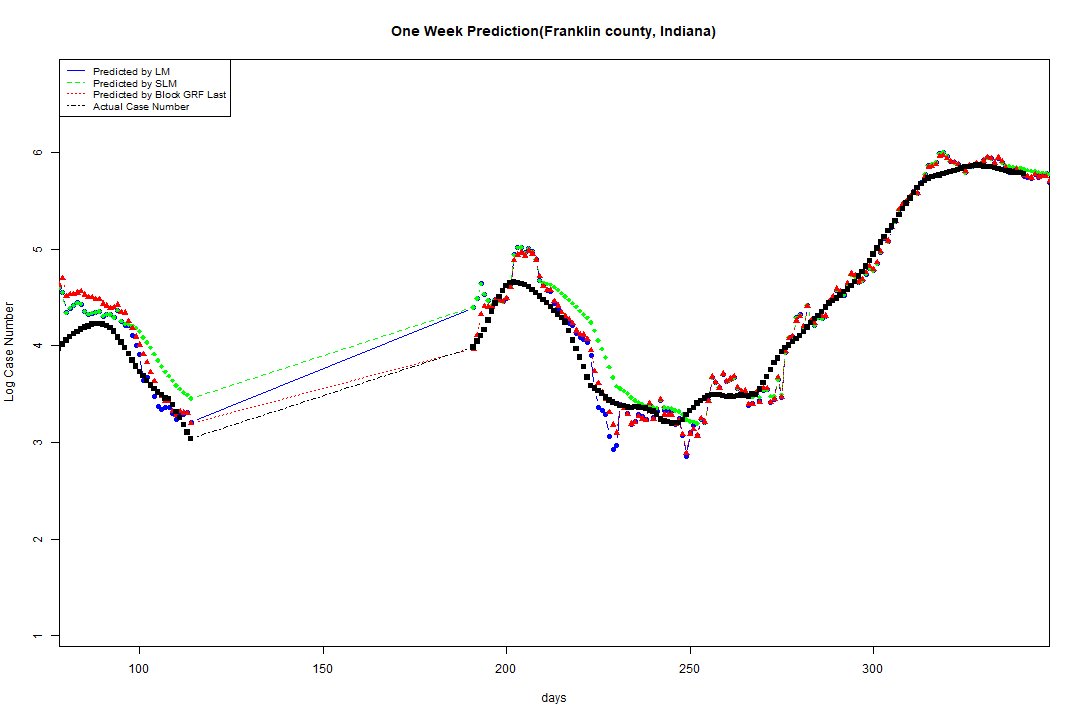 One Week Prediction(Franklin county, Indiana)
Predicted by LM
Predicted by SLM
Predicted by Block GRF Last
Actual Case Number
6
5
4
3
2
1
Log Case Number
100 150 200 250 300
days